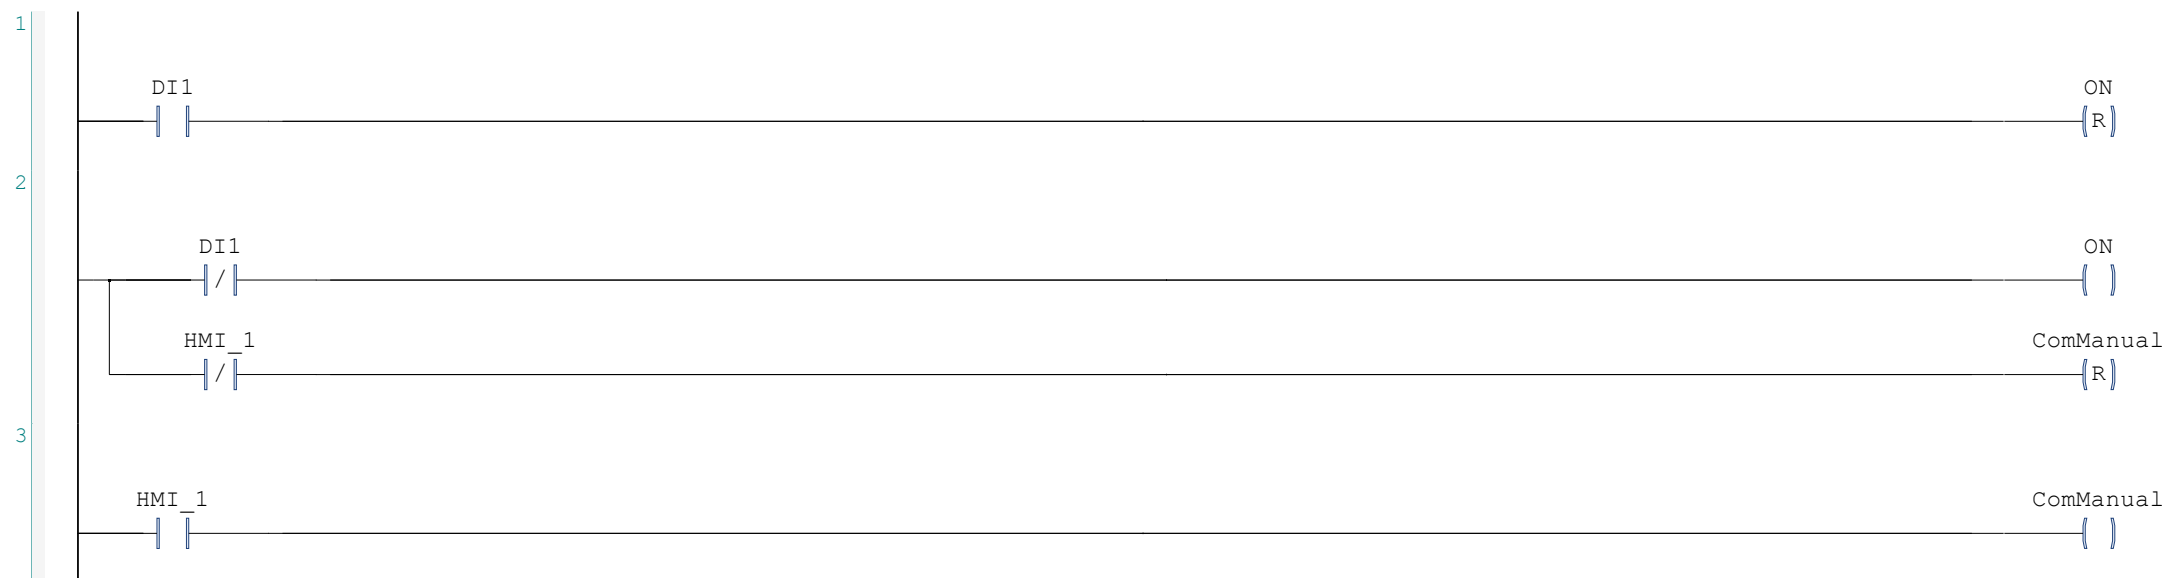 1
DI1 ON
R
2
DI1 ON
/
HMI_1 ComManual
/ R
3
HMI_1 ComManual